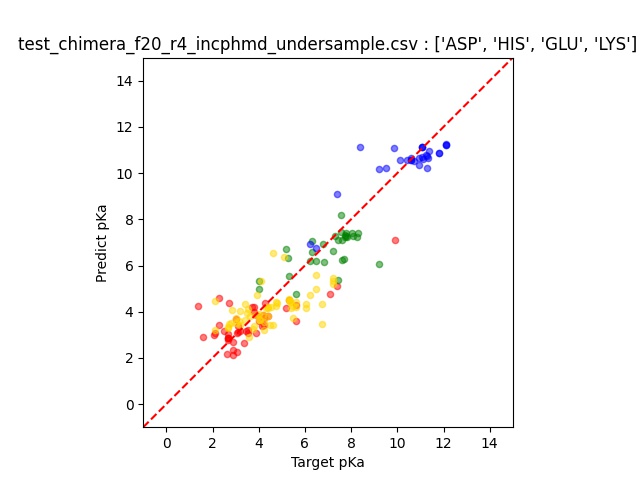 test_chimera_f20_r4_incphmd_undersample.csv : ['ASP', 'HIS', 'GLU', 'LYS']
14
12
10
8
6
4
2
0
Predict pKa
0 2 4 6 8 10 12 14
Target pKa